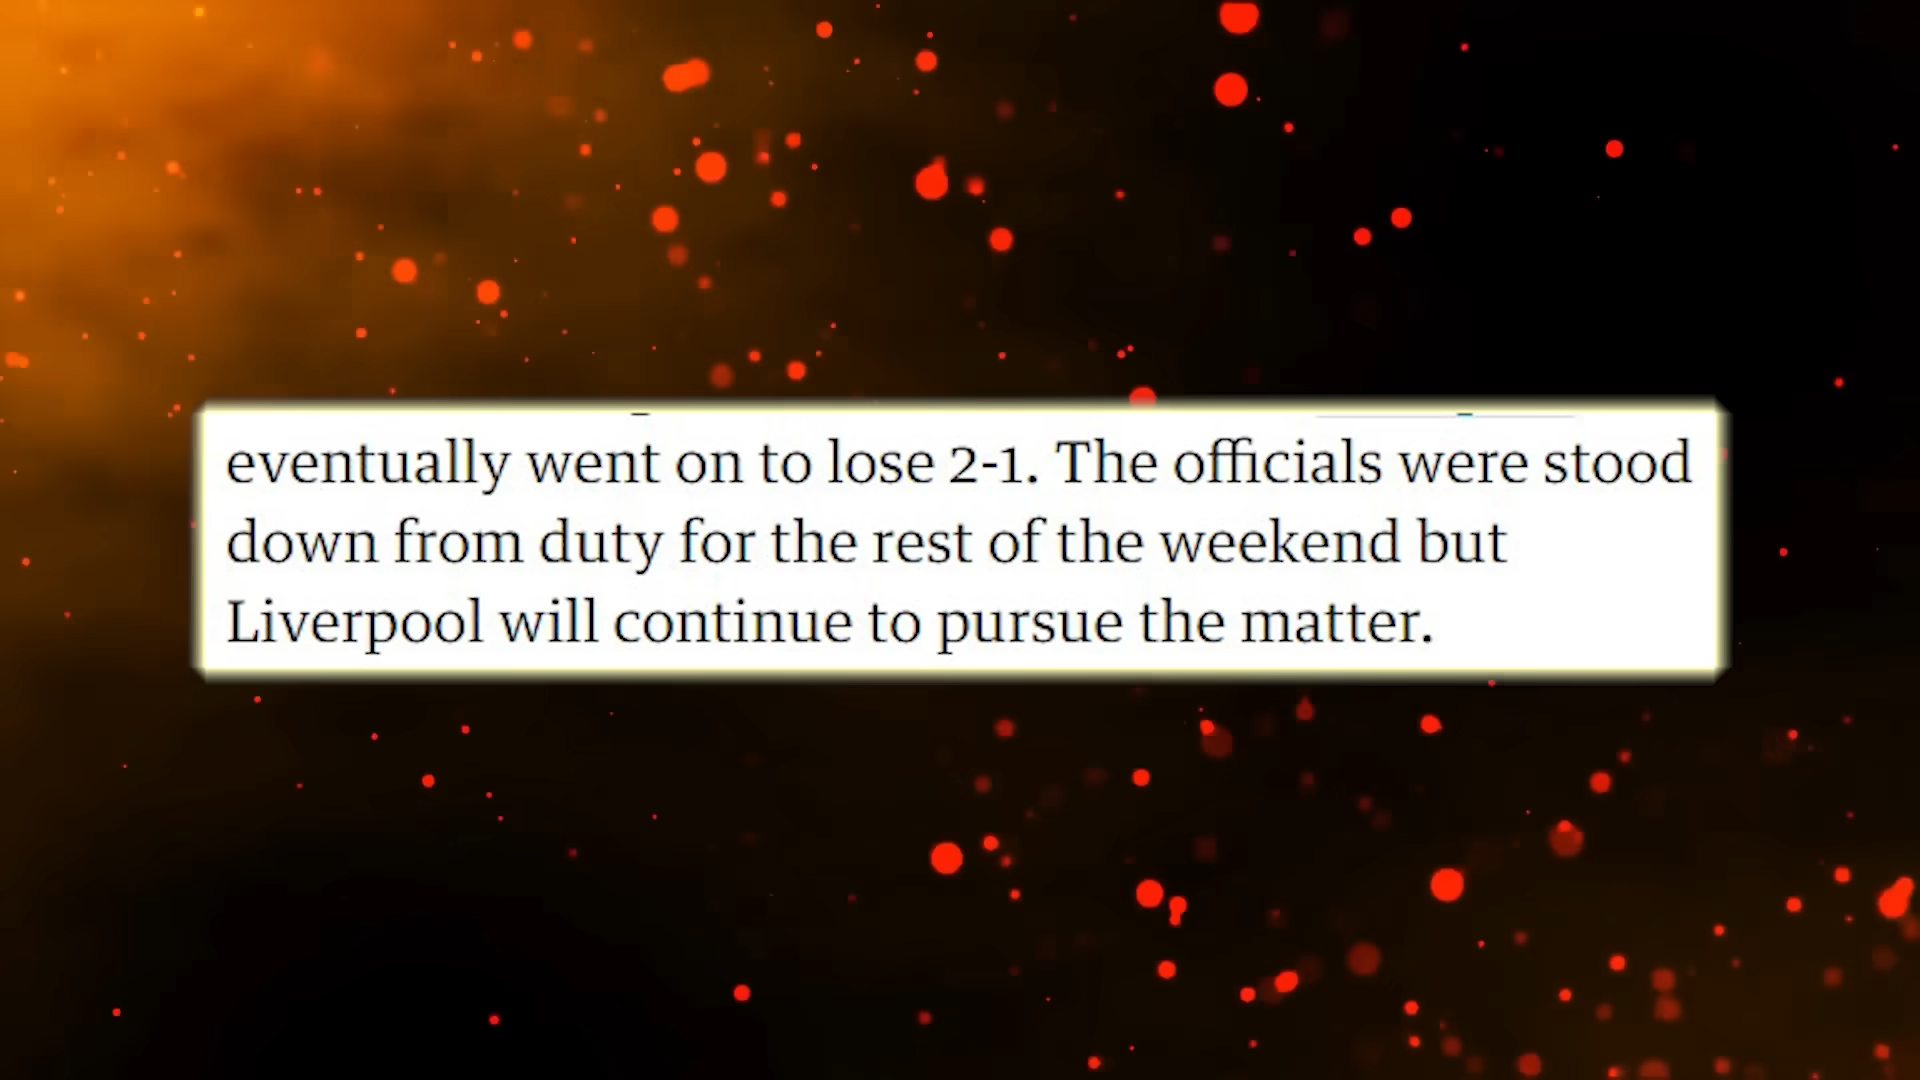 eventually went on to lose 2-1. The officials were stood
down from duty for the rest of the weekend but
Liverpool will continue to pursue the matter.